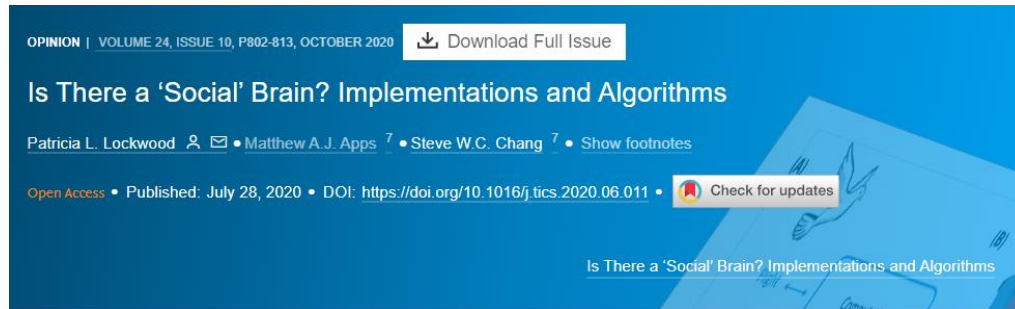 OPINION | VOLUME 24, ISSUE 10, P802-813, OCTOBER 2020 Download Full Issue
Is There a ‘Social’ Brain? Implementations and Algorithms
Patricia L. Lockwood • Matthew A.J. Apps 7 • Steve W.C. Chang 7 • Show footnotes
Open Access • Published: July 28, 2020 • DOI: https://doi.org/10.1016/j.tics.2020.06.011 • Check for updates
(A)
(B)
Is There a ‘Social’ Brain? Implementations and Algorithms